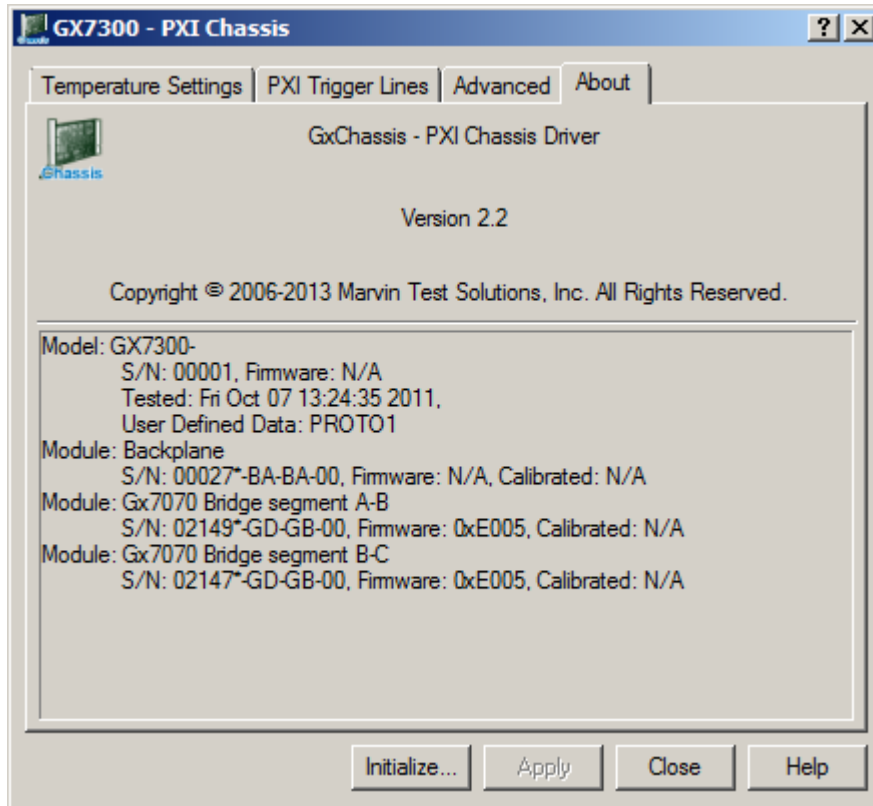 GX7300 - PXI Chassis
Temperature Settings PXI Trigger Lines Advanced About
Chassis
GxChassis - PXI Chassis Driver
Version 2.2
Copyright © 2006-2013 Marvin Test Solutions, Inc. All Rights Reserved.
Model: GX7300-
S/N: 00001, Firmware: N/A
Tested: Fri Oct 07 13:24:35 2011,
User Defined Data: PROTO1
Module: Backplane
S/N: 00027*-BA-BA-00, Firmware: N/A, Calibrated: N/A
Module: Gx7070 Bridge segment A-B
S/N: 02149*-GD-GB-00, Firmware: 0xE005, Calibrated: N/A
Module: Gx7070 Bridge segment B-C
S/N: 02147*-GD-GB-00, Firmware: 0xE005, Calibrated: N/A
Initialize... Apply Close Help